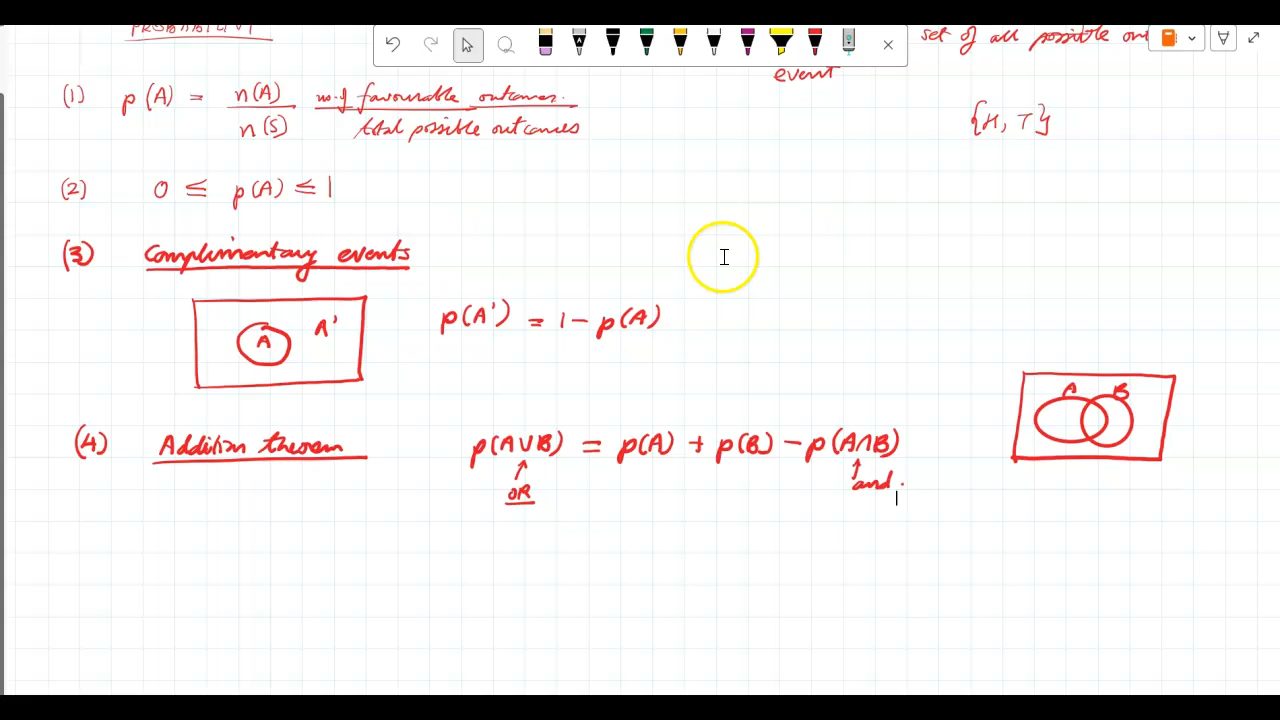 PROBABILITY
set of all possible out
event
(1) p(A) = n(A) / n(S) no. of favourable outcomes. / total possible outcomes
{H, T}
(2) 0 ≤ p(A) ≤ 1
(3) Complimentary events
A A' p(A') = 1 - p(A)
A B
(4) Addition theorem p(A∪B) = p(A) + p(B) - p(A∩B)
OR and.